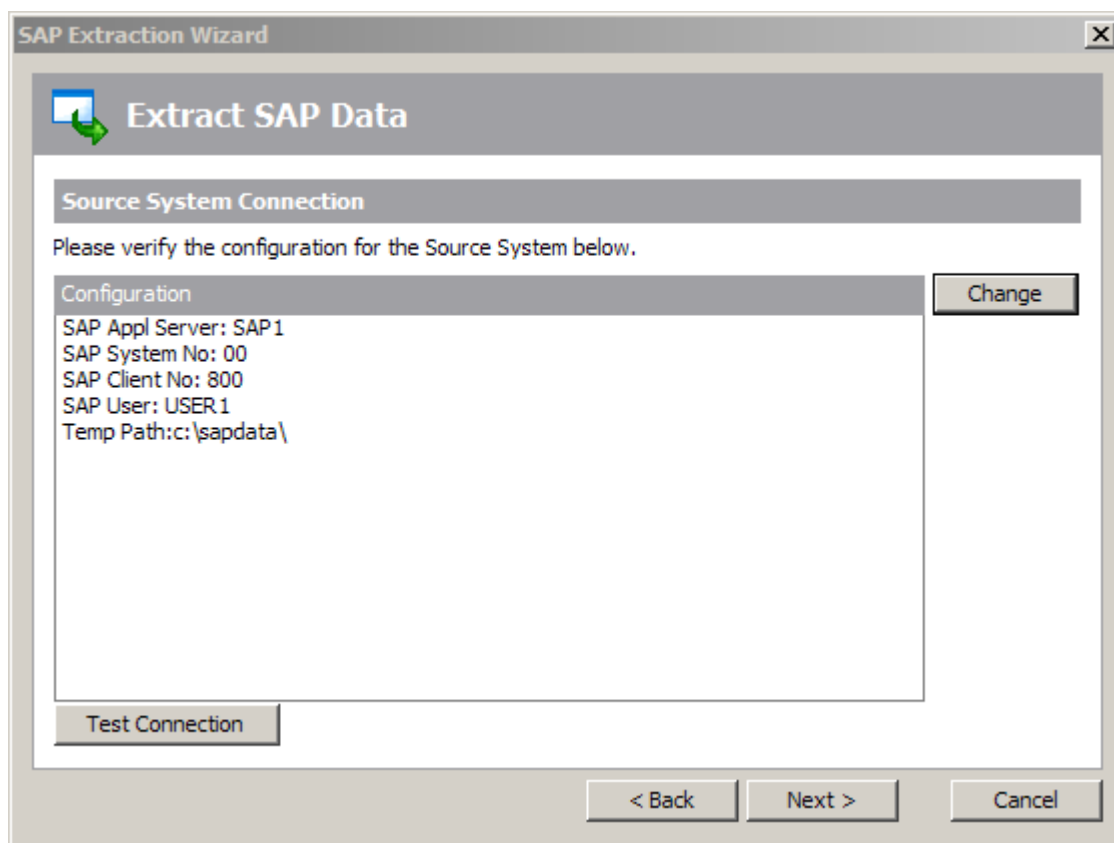 SAP Extraction Wizard
Extract SAP Data
Source System Connection
Please verify the configuration for the Source System below.
Configuration
Change
SAP Appl Server: SAP1
SAP System No: 00
SAP Client No: 800
SAP User: USER1
Temp Path:c:\sapdata\
Test Connection
< Back
Next >
Cancel